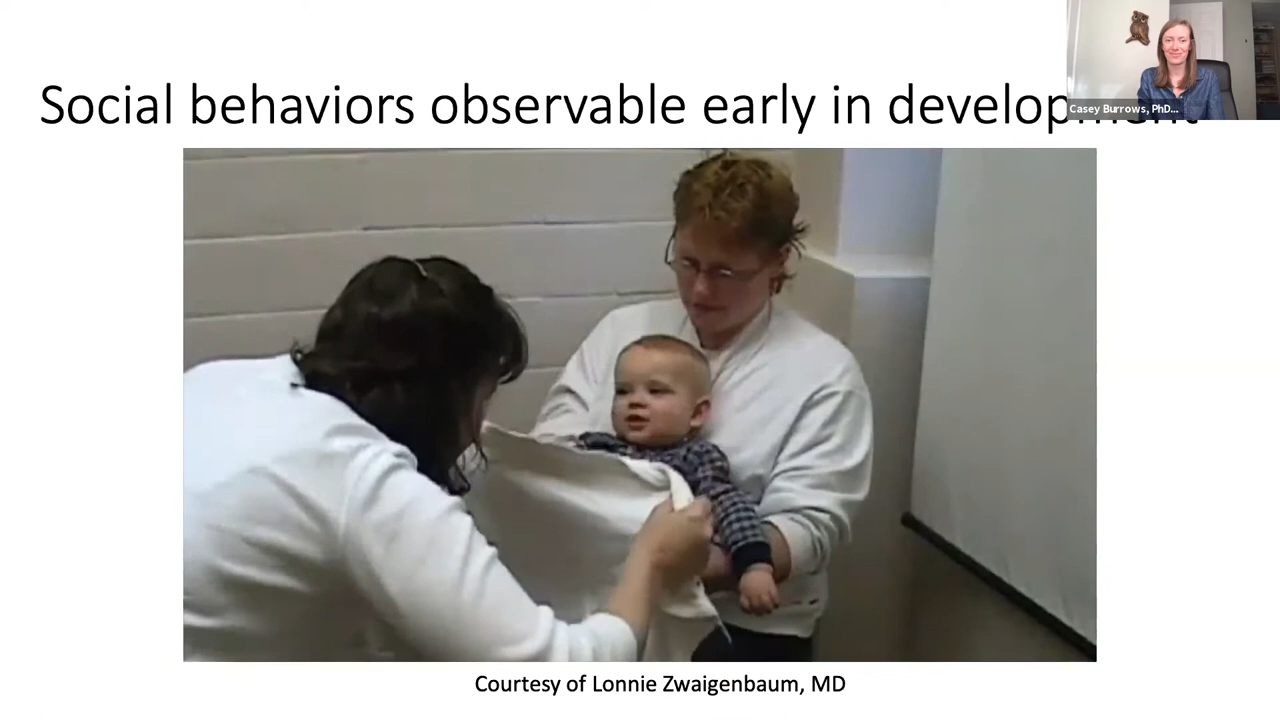 Social behaviors observable early in development
Casey Burrows, PhD...
Courtesy of Lonnie Zwaigenbaum, MD